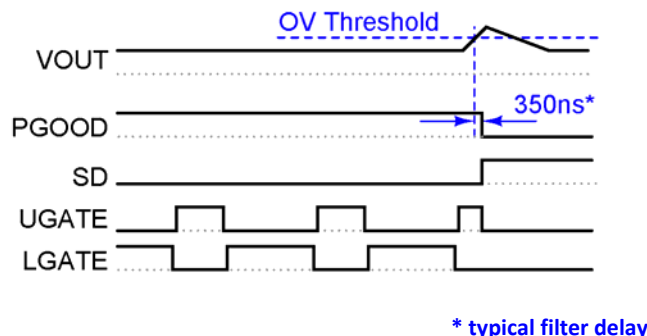 OV Threshold
VOUT
350ns*
PGOOD
SD
UGATE
LGATE
* typical filter delay